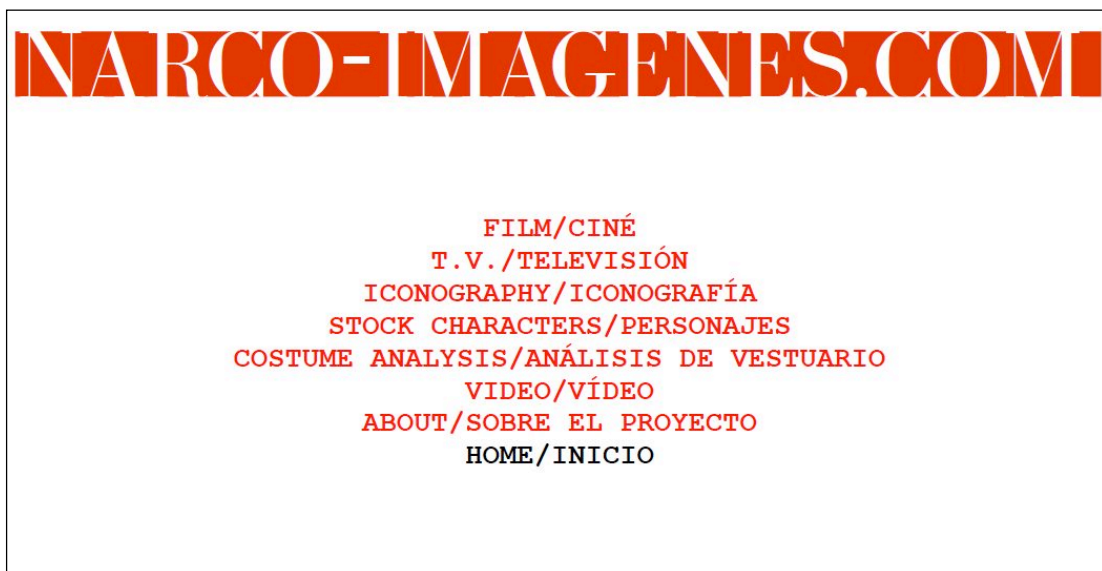 NARCO-IMAGENES.COM
FILM/CINÉ
T.V./TELEVISIÓN
ICONOGRAPHY/ICONOGRAFÍA
STOCK CHARACTERS/PERSONAJES
COSTUME ANALYSIS/ANÁLISIS DE VESTUARIO
VIDEO/VÍDEO
ABOUT/SOBRE EL PROYECTO
HOME/INICIO